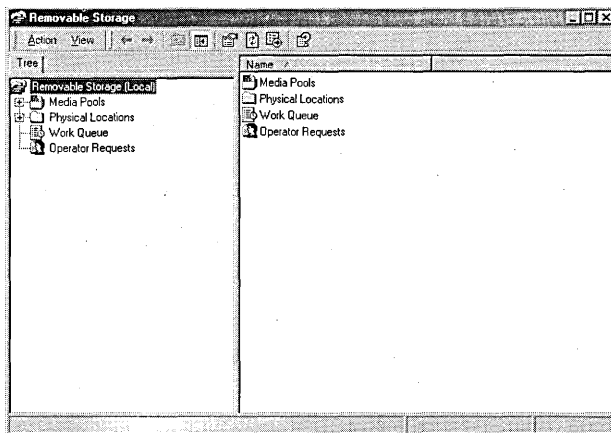 Removable Storage
Action View
Tree
Name
Removable Storage (Local)
Media Pools
Physical Locations
Work Queue
Operator Requests
Media Pools
Physical Locations
Work Queue
Operator Requests